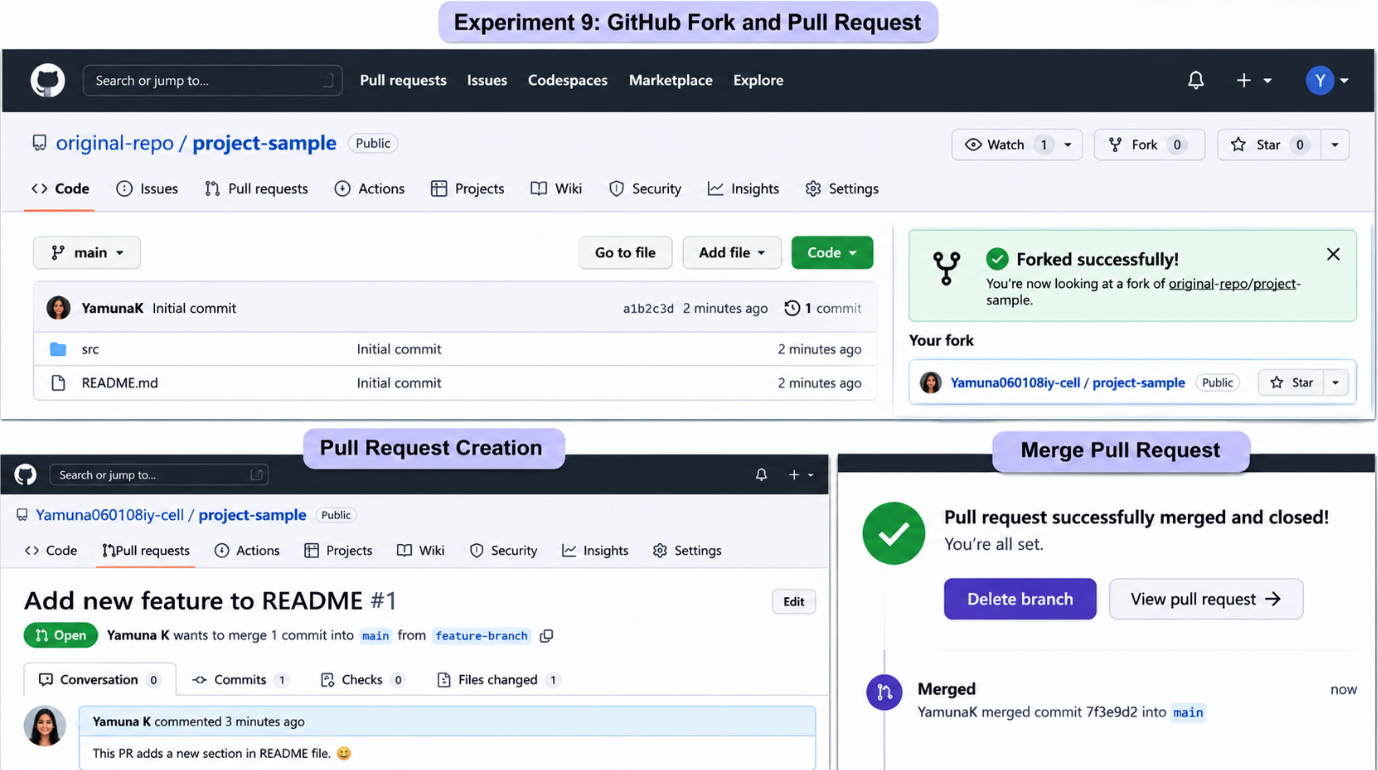 Experiment 9: GitHub Fork and Pull Request
Search or jump to...
Pull requests Issues Codespaces Marketplace Explore
Y
original-repo / project-sample Public
Watch 1 Fork 0 Star 0
Code Issues Pull requests Actions Projects Wiki Security Insights Settings
main
Go to file Add file Code
YamunaK Initial commit a1b2c3d 2 minutes ago 1 commit
src Initial commit 2 minutes ago
README.md Initial commit 2 minutes ago
Forked successfully!
You're now looking at a fork of original-repo/project-
sample.
Your fork
Yamuna060108iy-cell / project-sample Public Star
Pull Request Creation
Search or jump to...
Yamuna060108iy-cell / project-sample Public
Code Pull requests Actions Projects Wiki Security Insights Settings
Add new feature to README #1
Edit
Open Yamuna K wants to merge 1 commit into main from feature-branch
Conversation 0 Commits 1 Checks 0 Files changed 1
Yamuna K commented 3 minutes ago
This PR adds a new section in README file. 😀
Merge Pull Request
Pull request successfully merged and closed!
You're all set.
Delete branch View pull request →
Merged now
YamunaK merged commit 7f3e9d2 into main